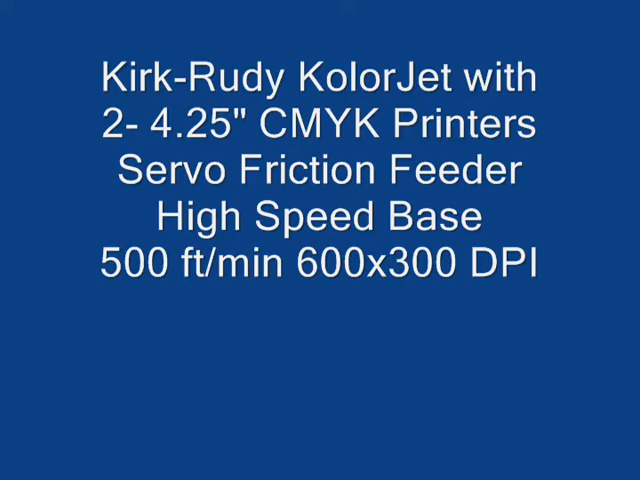 Kirk-Rudy KolorJet with
2- 4.25" CMYK Printers
Servo Friction Feeder
High Speed Base
500 ft/min 600x300 DPI